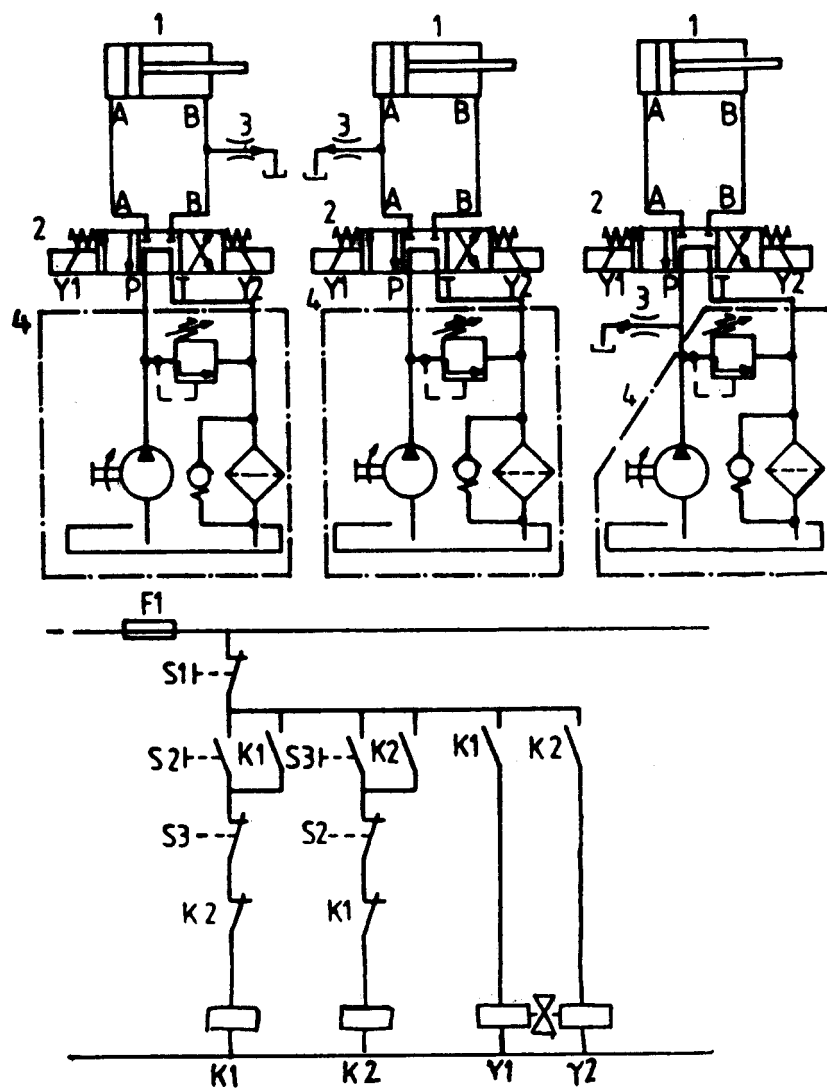 1 1 1
A B A B A B
3 3
A B A B A B
2 2 2
Y1 P T Y2 Y1 P T Y2 Y1 P T Y2
4 4 3
4
F1
S1
S2 K1 S3 K2 K1 K2
S3 S2
K2 K1
K1 K2 Y1 Y2